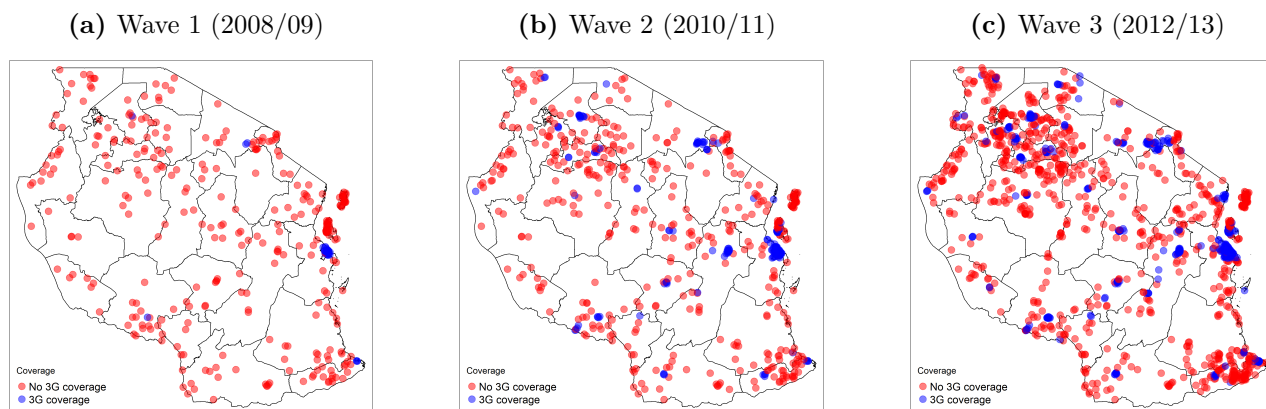 (a) Wave 1 (2008/09)
Coverage
No 3G coverage
3G coverage
(b) Wave 2 (2010/11)
Coverage
No 3G coverage
3G coverage
(c) Wave 3 (2012/13)
Coverage
No 3G coverage
3G coverage